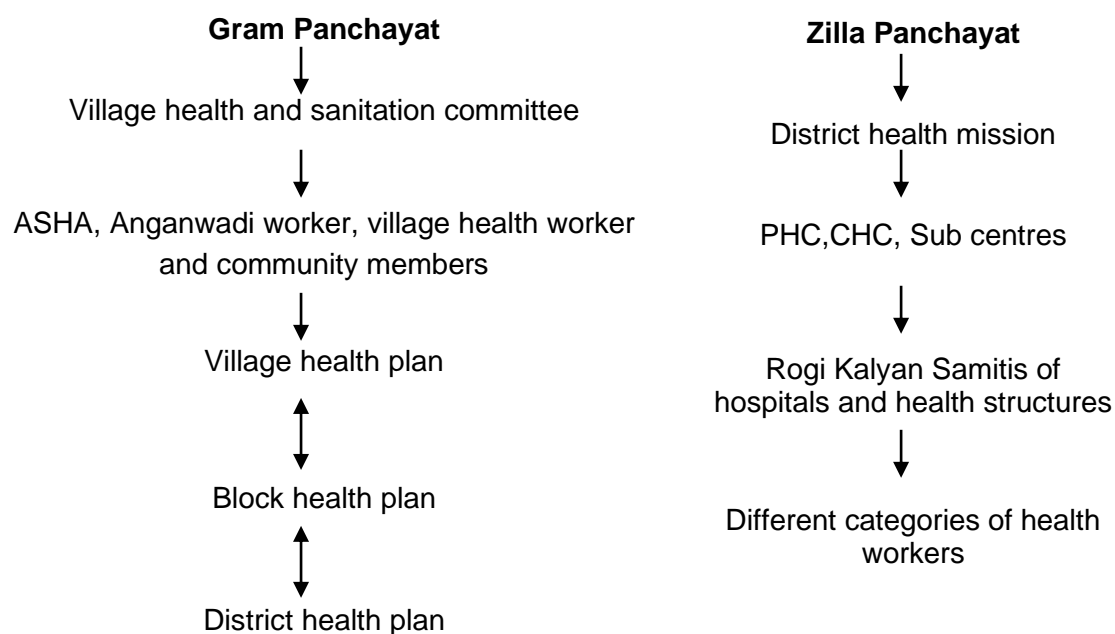 Gram Panchayat
Village health and sanitation committee
ASHA, Anganwadi worker, village health worker
and community members
Village health plan
Block health plan
District health plan
Zilla Panchayat
District health mission
PHC,CHC, Sub centres
Rogi Kalyan Samitis of
hospitals and health structures
Different categories of health
workers